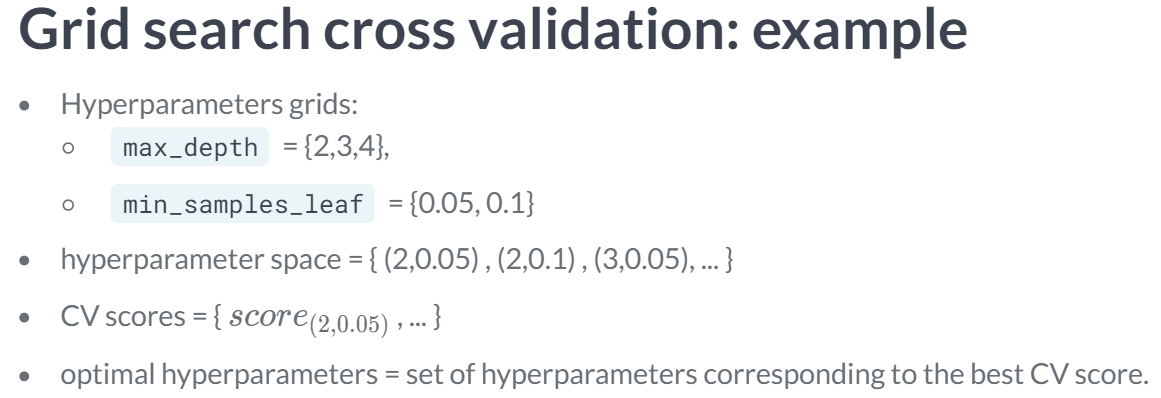 Grid search cross validation: example
• Hyperparameters grids:
○ max_depth = {2,3,4},
○ min_samples_leaf = {0.05, 0.1}
• hyperparameter space = { (2,0.05) , (2,0.1) , (3,0.05), ... }
• CV scores = { score(2,0.05) , ... }
• optimal hyperparameters = set of hyperparameters corresponding to the best CV score.